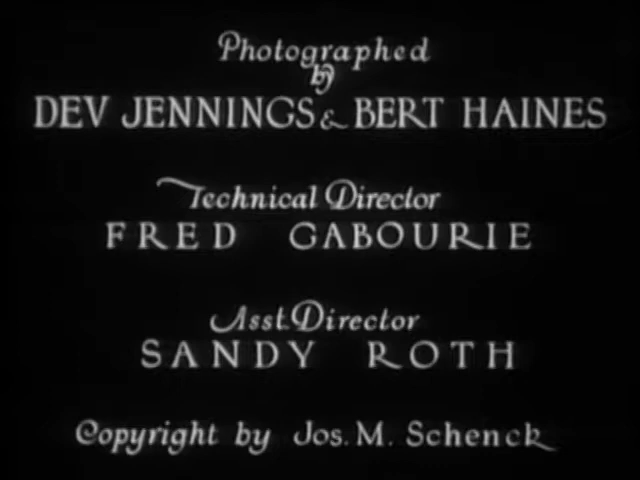 Photographed
by
DEV JENNINGS & BERT HAINES
Technical Director
FRED GABOURIE
Asst. Director
SANDY ROTH
Copyright by Jos. M. Schenck